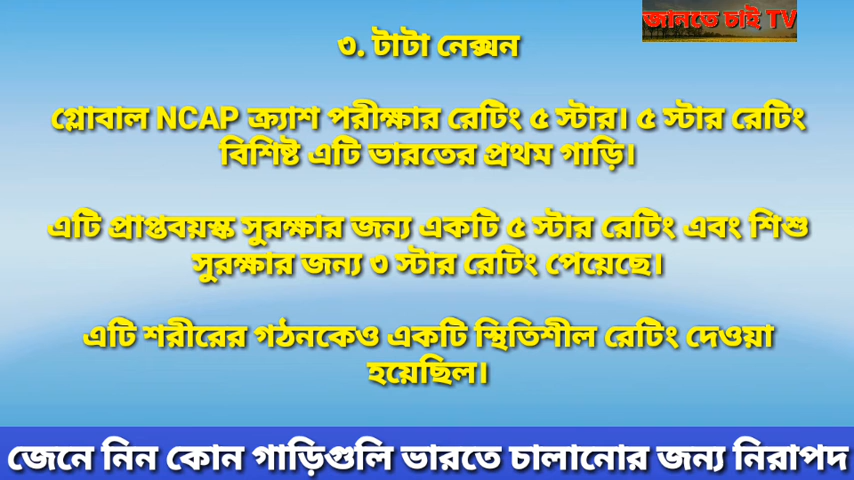 জানতে চাই TV
৩. টাটা নেক্সন
গ্লোবাল NCAP ক্র্যাশ পরীক্ষার রেটিং ৫ স্টার। ৫ স্টার রেটিং
বিশিষ্ট এটি ভারতের প্রথম গাড়ি।
এটি প্রাপ্তবয়স্ক সুরক্ষার জন্য একটি ৫ স্টার রেটিং এবং শিশু
সুরক্ষার জন্য ৩ স্টার রেটিং পেয়েছে।
এটি শরীরের গঠনকেও একটি স্থিতিশীল রেটিং দেওয়া
হয়েছিল।
জেনে নিন কোন গাড়িগুলি ভারতে চালানোর জন্য নিরাপদ